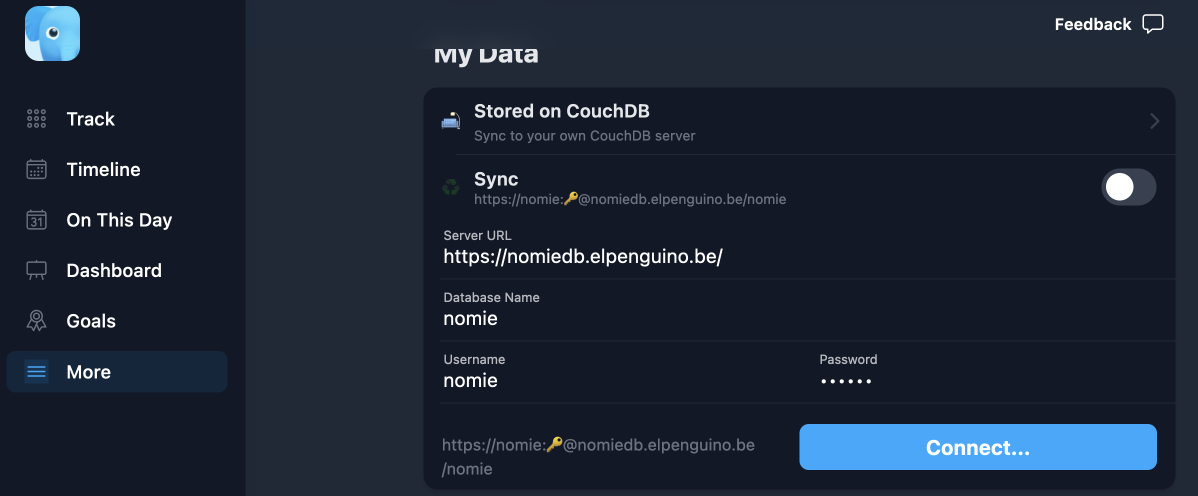 Feedback
My Data
Track
Timeline
31
On This Day
Dashboard
Goals
More
Stored on CouchDB
Sync to your own CouchDB server
Sync
https://nomie:🔑@nomiedb.elpenguino.be/nomie
Server URL
https://nomiedb.elpenguino.be/
Database Name
nomie
Username
nomie
Password
••••••
https://nomie:🔑@nomiedb.elpenguino.be
/nomie
Connect...